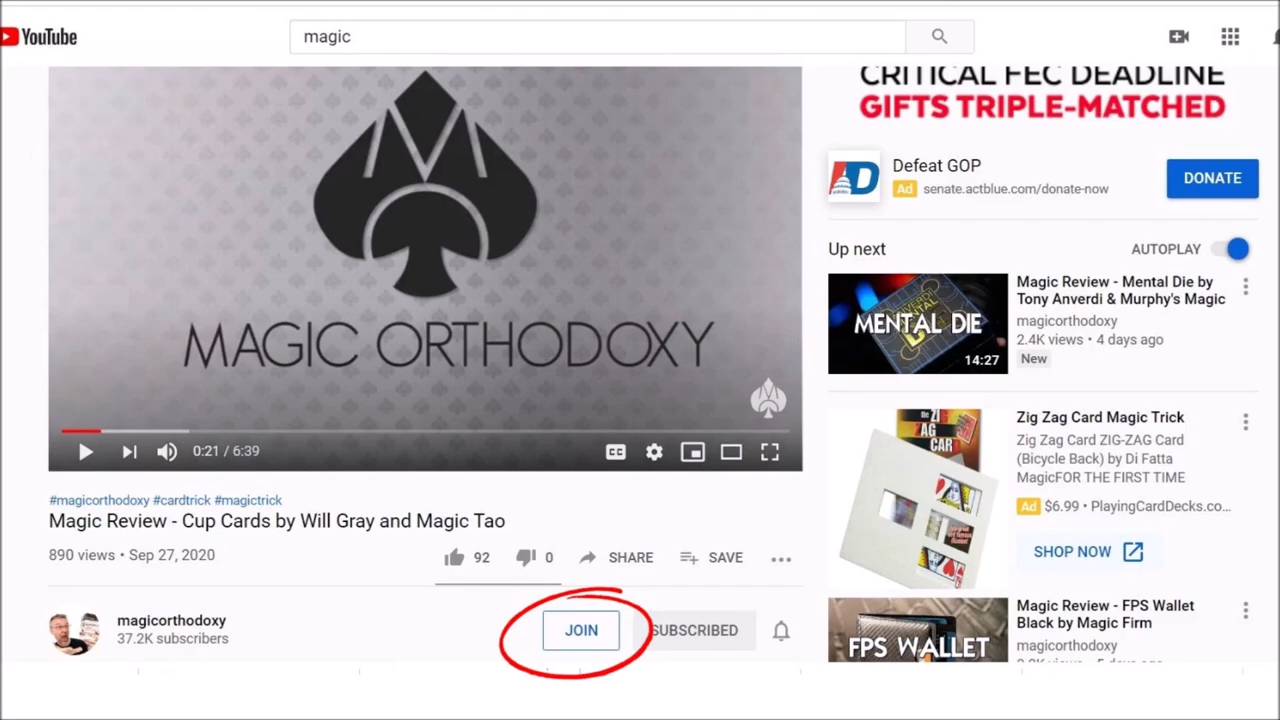 YouTube
magic
MAGIC ORTHODOXY
0:21 / 6:39
CC
#magicorthodoxy #cardtrick #magictrick
Magic Review - Cup Cards by Will Gray and Magic Tao
890 views • Sep 27, 2020
92
0
SHARE
SAVE
magicorthodoxy
37.2K subscribers
JOIN
SUBSCRIBED
CRITICAL FEC DEADLINE
GIFTS TRIPLE-MATCHED
Defeat GOP
Ad senate.actblue.com/donate-now
DONATE
Up next
AUTOPLAY
MENTAL DIE
14:27
Magic Review - Mental Die by
Tony Anverdi & Murphy's Magic
magicorthodoxy
2.4K views • 4 days ago
New
ZIG
ZAG
CARD
Zig Zag Card Magic Trick
Zig Zag Card ZIG-ZAG Card
(Bicycle Back) by Di Fatta
MagicFOR THE FIRST TIME
Ad $6.99 • PlayingCardDecks.co...
SHOP NOW
FPS WALLET
Magic Review - FPS Wallet
Black by Magic Firm
magicorthodoxy